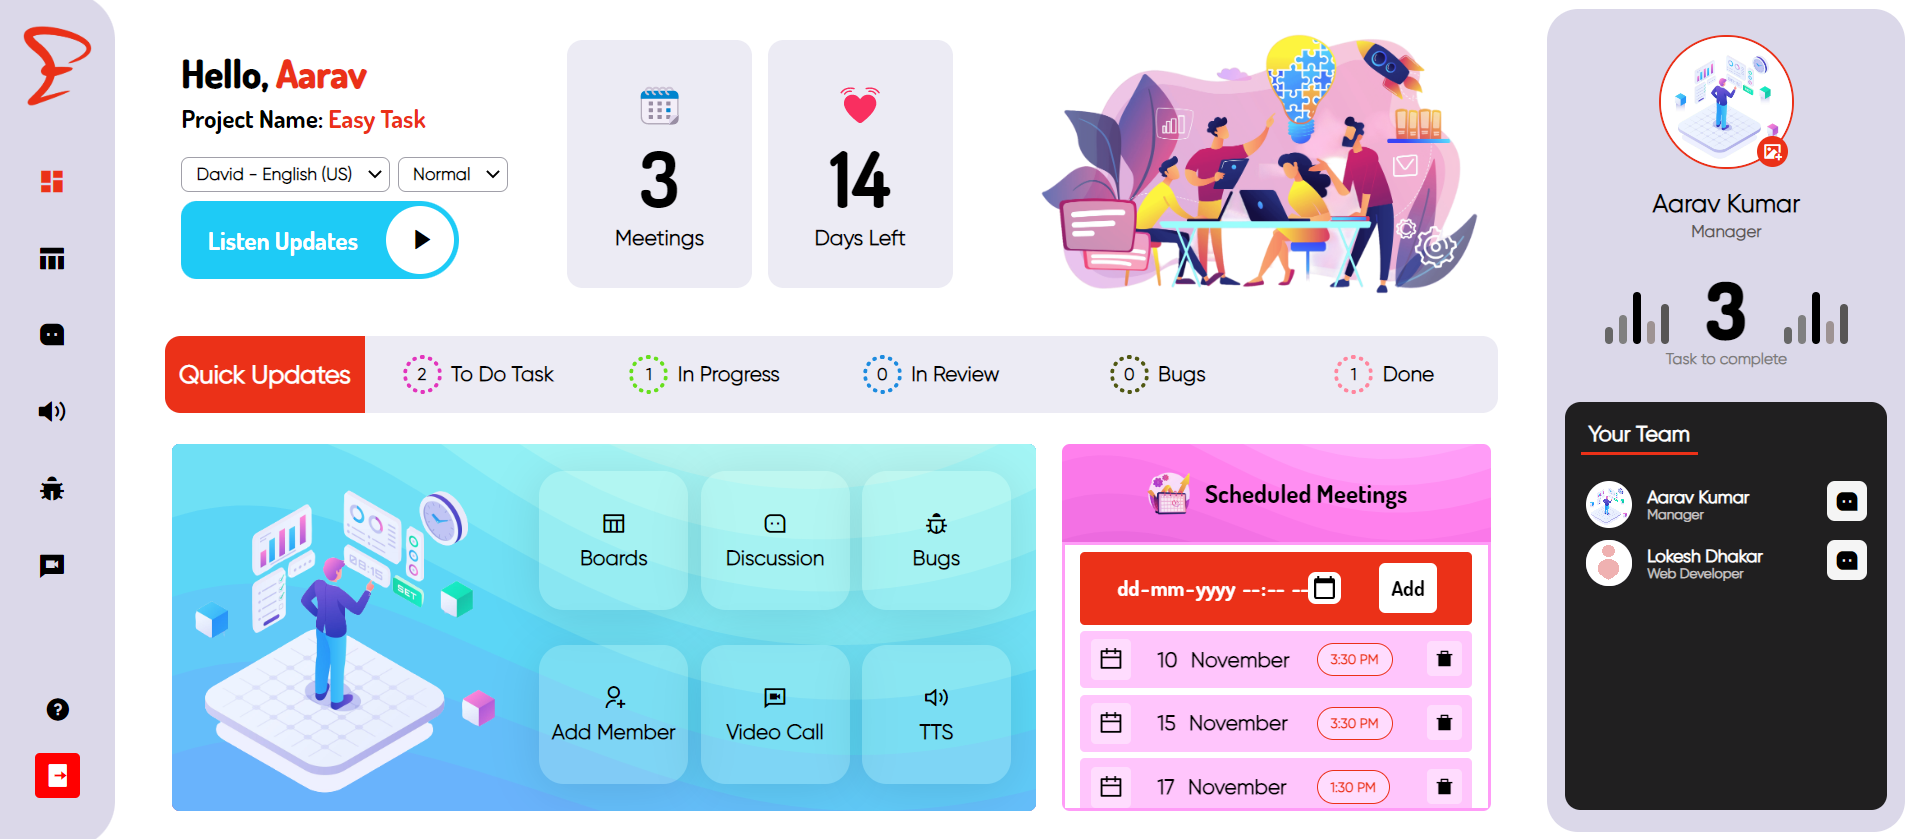 Hello, Aarav
Project Name: Easy Task
David - English (US)
Normal
Listen Updates
3
Meetings
14
Days Left
Quick Updates
2 To Do Task
1 In Progress
0 In Review
0 Bugs
1 Done
08:15
SET
Boards
Discussion
Bugs
Add Member
Video Call
TTS
Scheduled Meetings
dd-mm-yyyy --:-- --
Add
10 November 3:30 PM
15 November 3:30 PM
17 November 1:30 PM
Aarav Kumar
Manager
3
Task to complete
Your Team
Aarav Kumar
Manager
Lokesh Dhakar
Web Developer